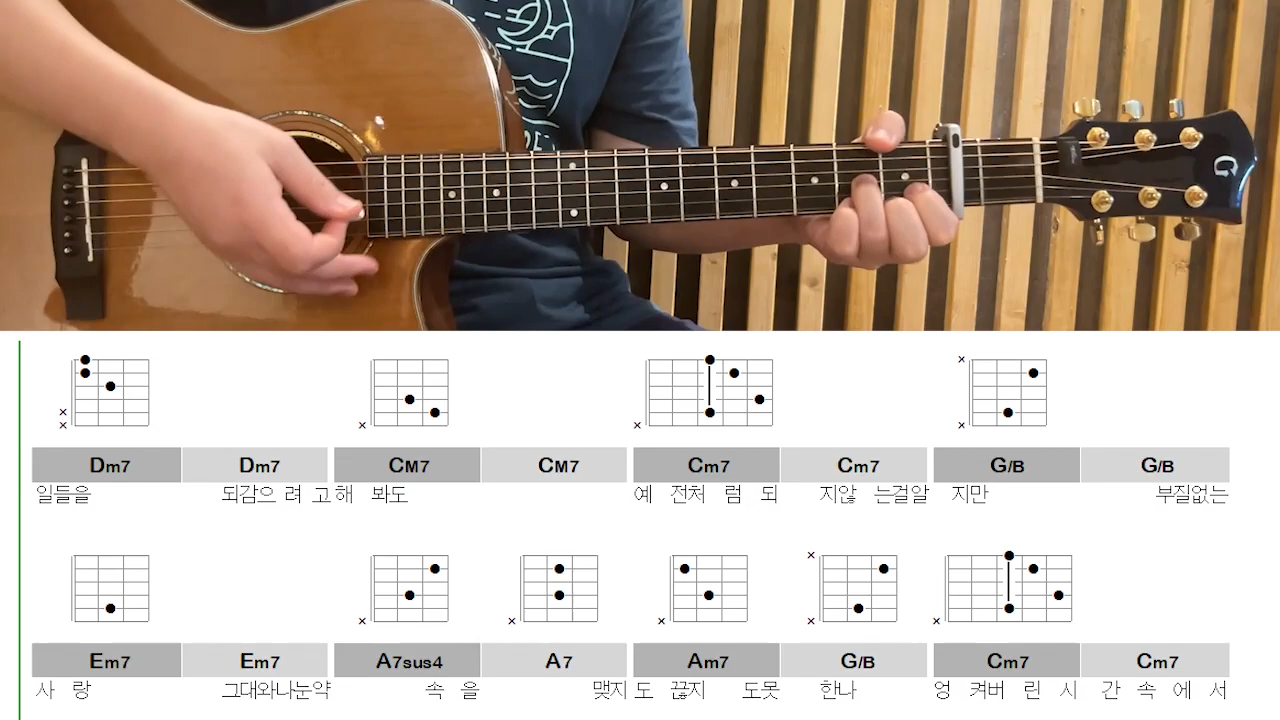 G
Dm7 Dm7 CM7 CM7 Cm7 Cm7 G/B G/B
일들을 되감으 려 고 해 봐도 예 전처 럼 되 지않 는걸알 지만 부질없는
Em7 Em7 A7sus4 A7 Am7 G/B Cm7 Cm7
사 랑 그대와나눈약 속 을 맺지 도 끊지 도못 한나 엉 켜버 린 시 간 속 에 서